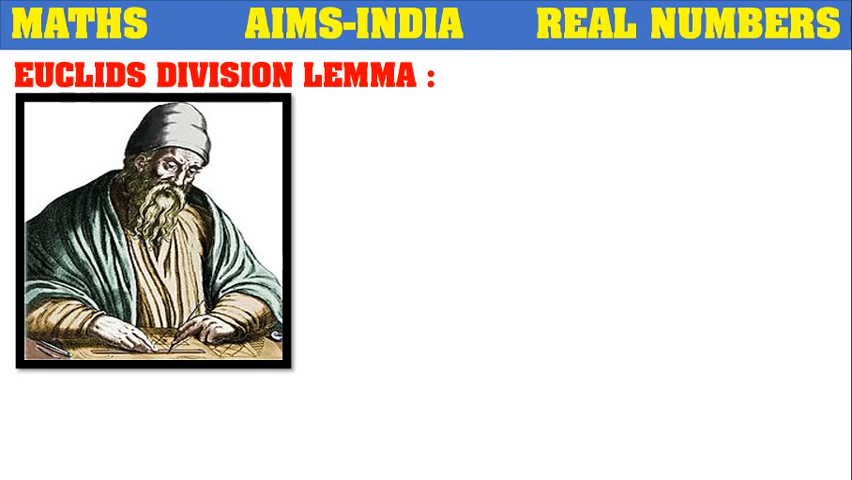 MATHS AIMS-INDIA REAL NUMBERS
EUCLIDS DIVISION LEMMA :